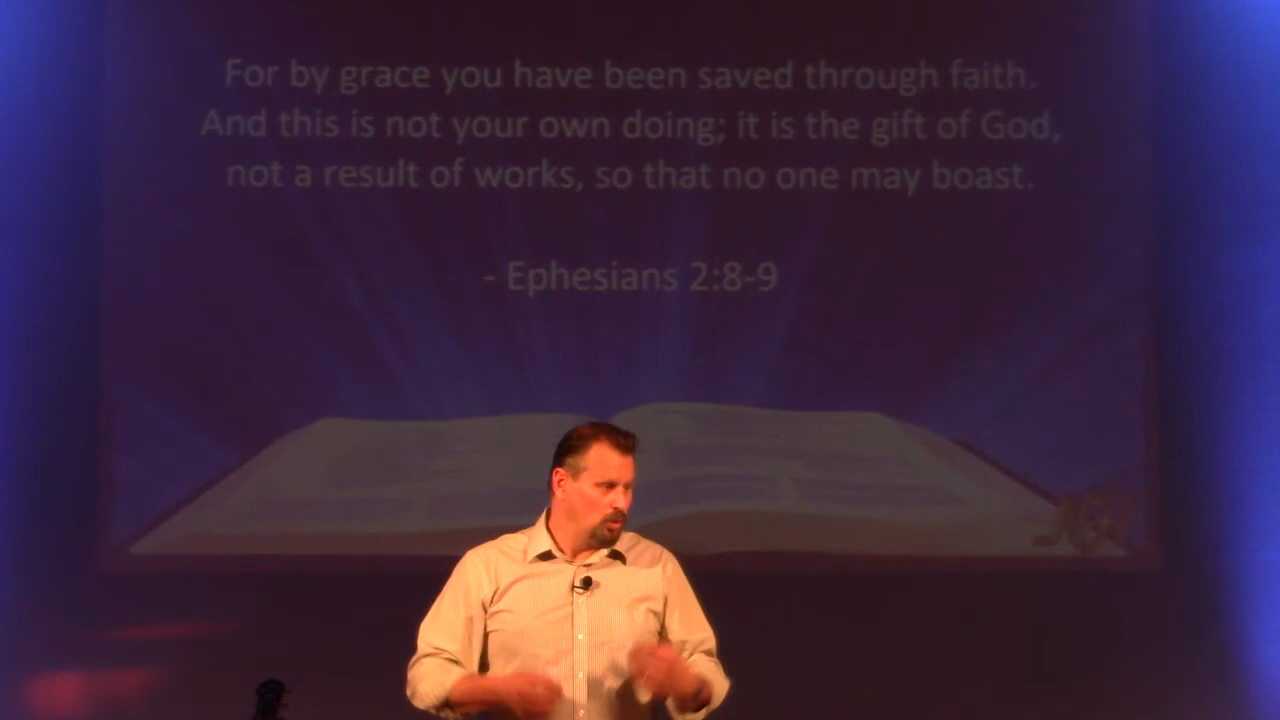 For by grace you have been saved through faith.
And this is not your own doing; it is the gift of God,
not a result of works, so that no one may boast.
- Ephesians 2:8-9